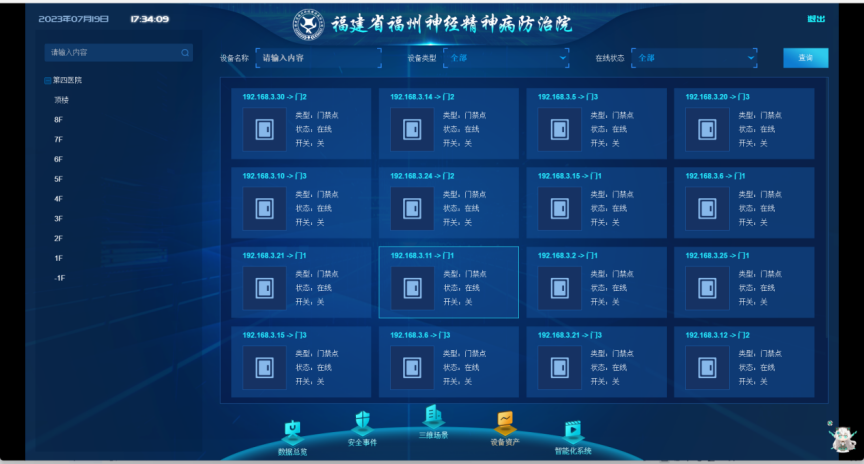 2023年07月19日 17:34:09
福建省福州神经精神病防治院
退出
请输入内容
设备名称 请输入内容 设备类型 全部 在线状态 全部 查询
第四医院
顶楼
8F
7F
6F
5F
4F
3F
2F
1F
-1F
192.168.3.30 -> 门2
类型：门禁点
状态：在线
开关：关
192.168.3.14 -> 门2
类型：门禁点
状态：在线
开关：关
192.168.3.5 -> 门3
类型：门禁点
状态：在线
开关：关
192.168.3.20 -> 门3
类型：门禁点
状态：在线
开关：关
192.168.3.10 -> 门3
类型：门禁点
状态：在线
开关：关
192.168.3.24 -> 门2
类型：门禁点
状态：在线
开关：关
192.168.3.15 -> 门1
类型：门禁点
状态：在线
开关：关
192.168.3.6 -> 门1
类型：门禁点
状态：在线
开关：关
192.168.3.21 -> 门1
类型：门禁点
状态：在线
开关：关
192.168.3.11 -> 门1
类型：门禁点
状态：在线
开关：关
192.168.3.2 -> 门1
类型：门禁点
状态：在线
开关：关
192.168.3.25 -> 门1
类型：门禁点
状态：在线
开关：关
192.168.3.15 -> 门3
类型：门禁点
状态：在线
开关：关
192.168.3.6 -> 门3
类型：门禁点
状态：在线
开关：关
192.168.3.21 -> 门3
类型：门禁点
状态：在线
开关：关
192.168.3.12 -> 门2
类型：门禁点
状态：在线
开关：关
数据总览
安全事件
三维场景
设备资产
智能化系统